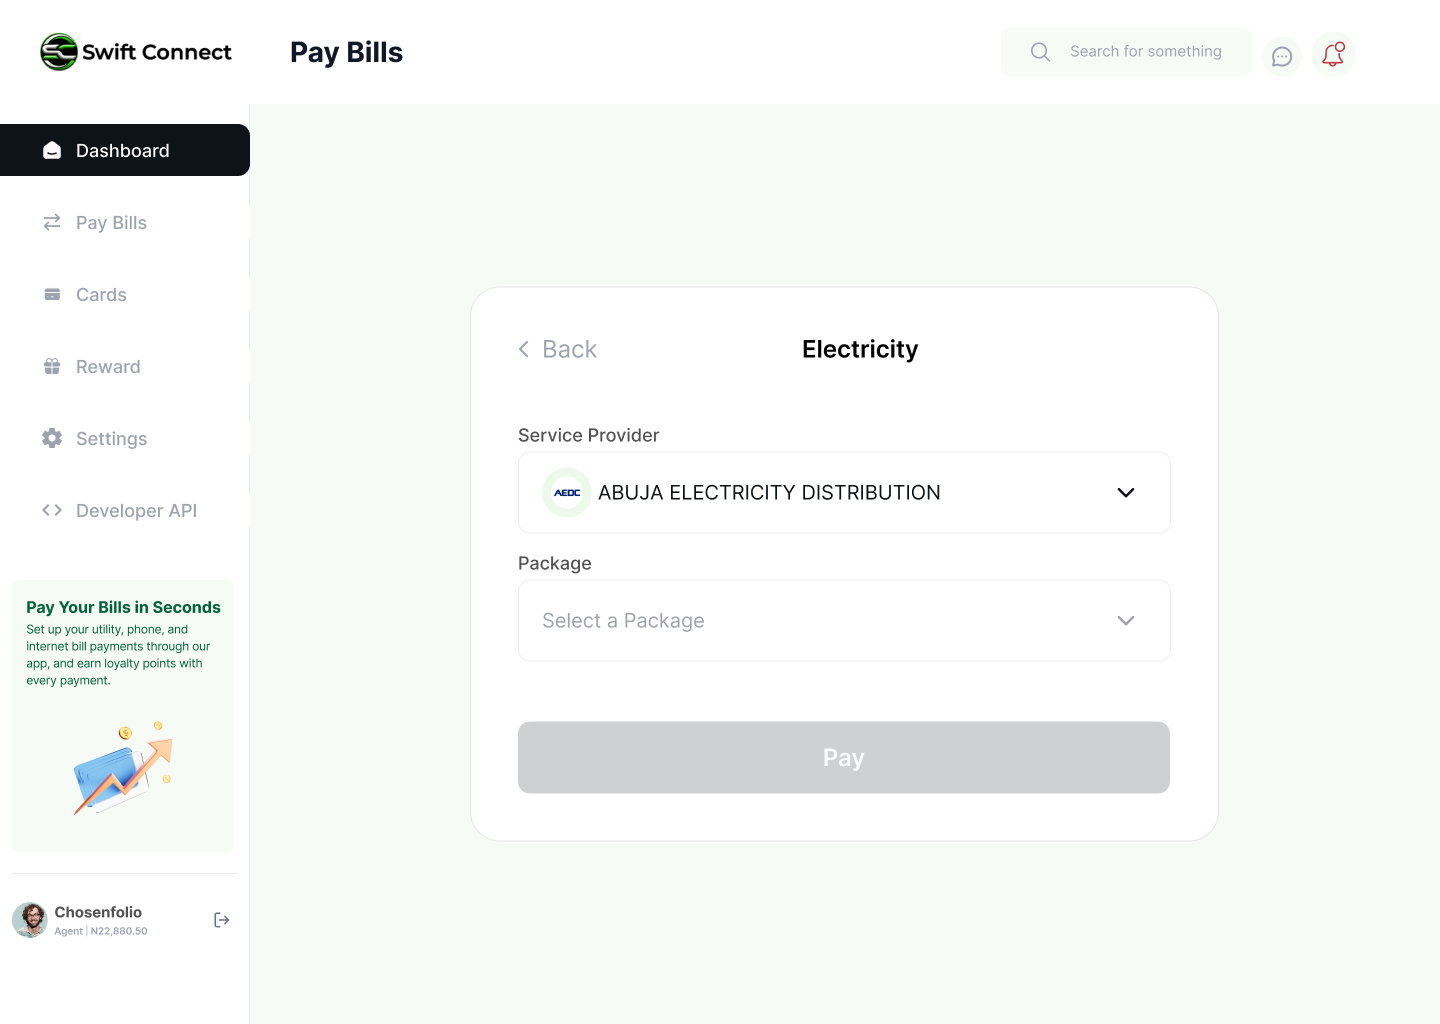 Swift Connect
Pay Bills
Search for something
Dashboard
Pay Bills
Cards
Reward
Settings
Developer API
Pay Your Bills in Seconds
Set up your utility, phone, and
internet bill payments through our
app, and earn loyalty points with
every payment.
Chosenfolio
Agent | N22,880.50
Back
Electricity
Service Provider
AEDC ABUJA ELECTRICITY DISTRIBUTION
Package
Select a Package
Pay